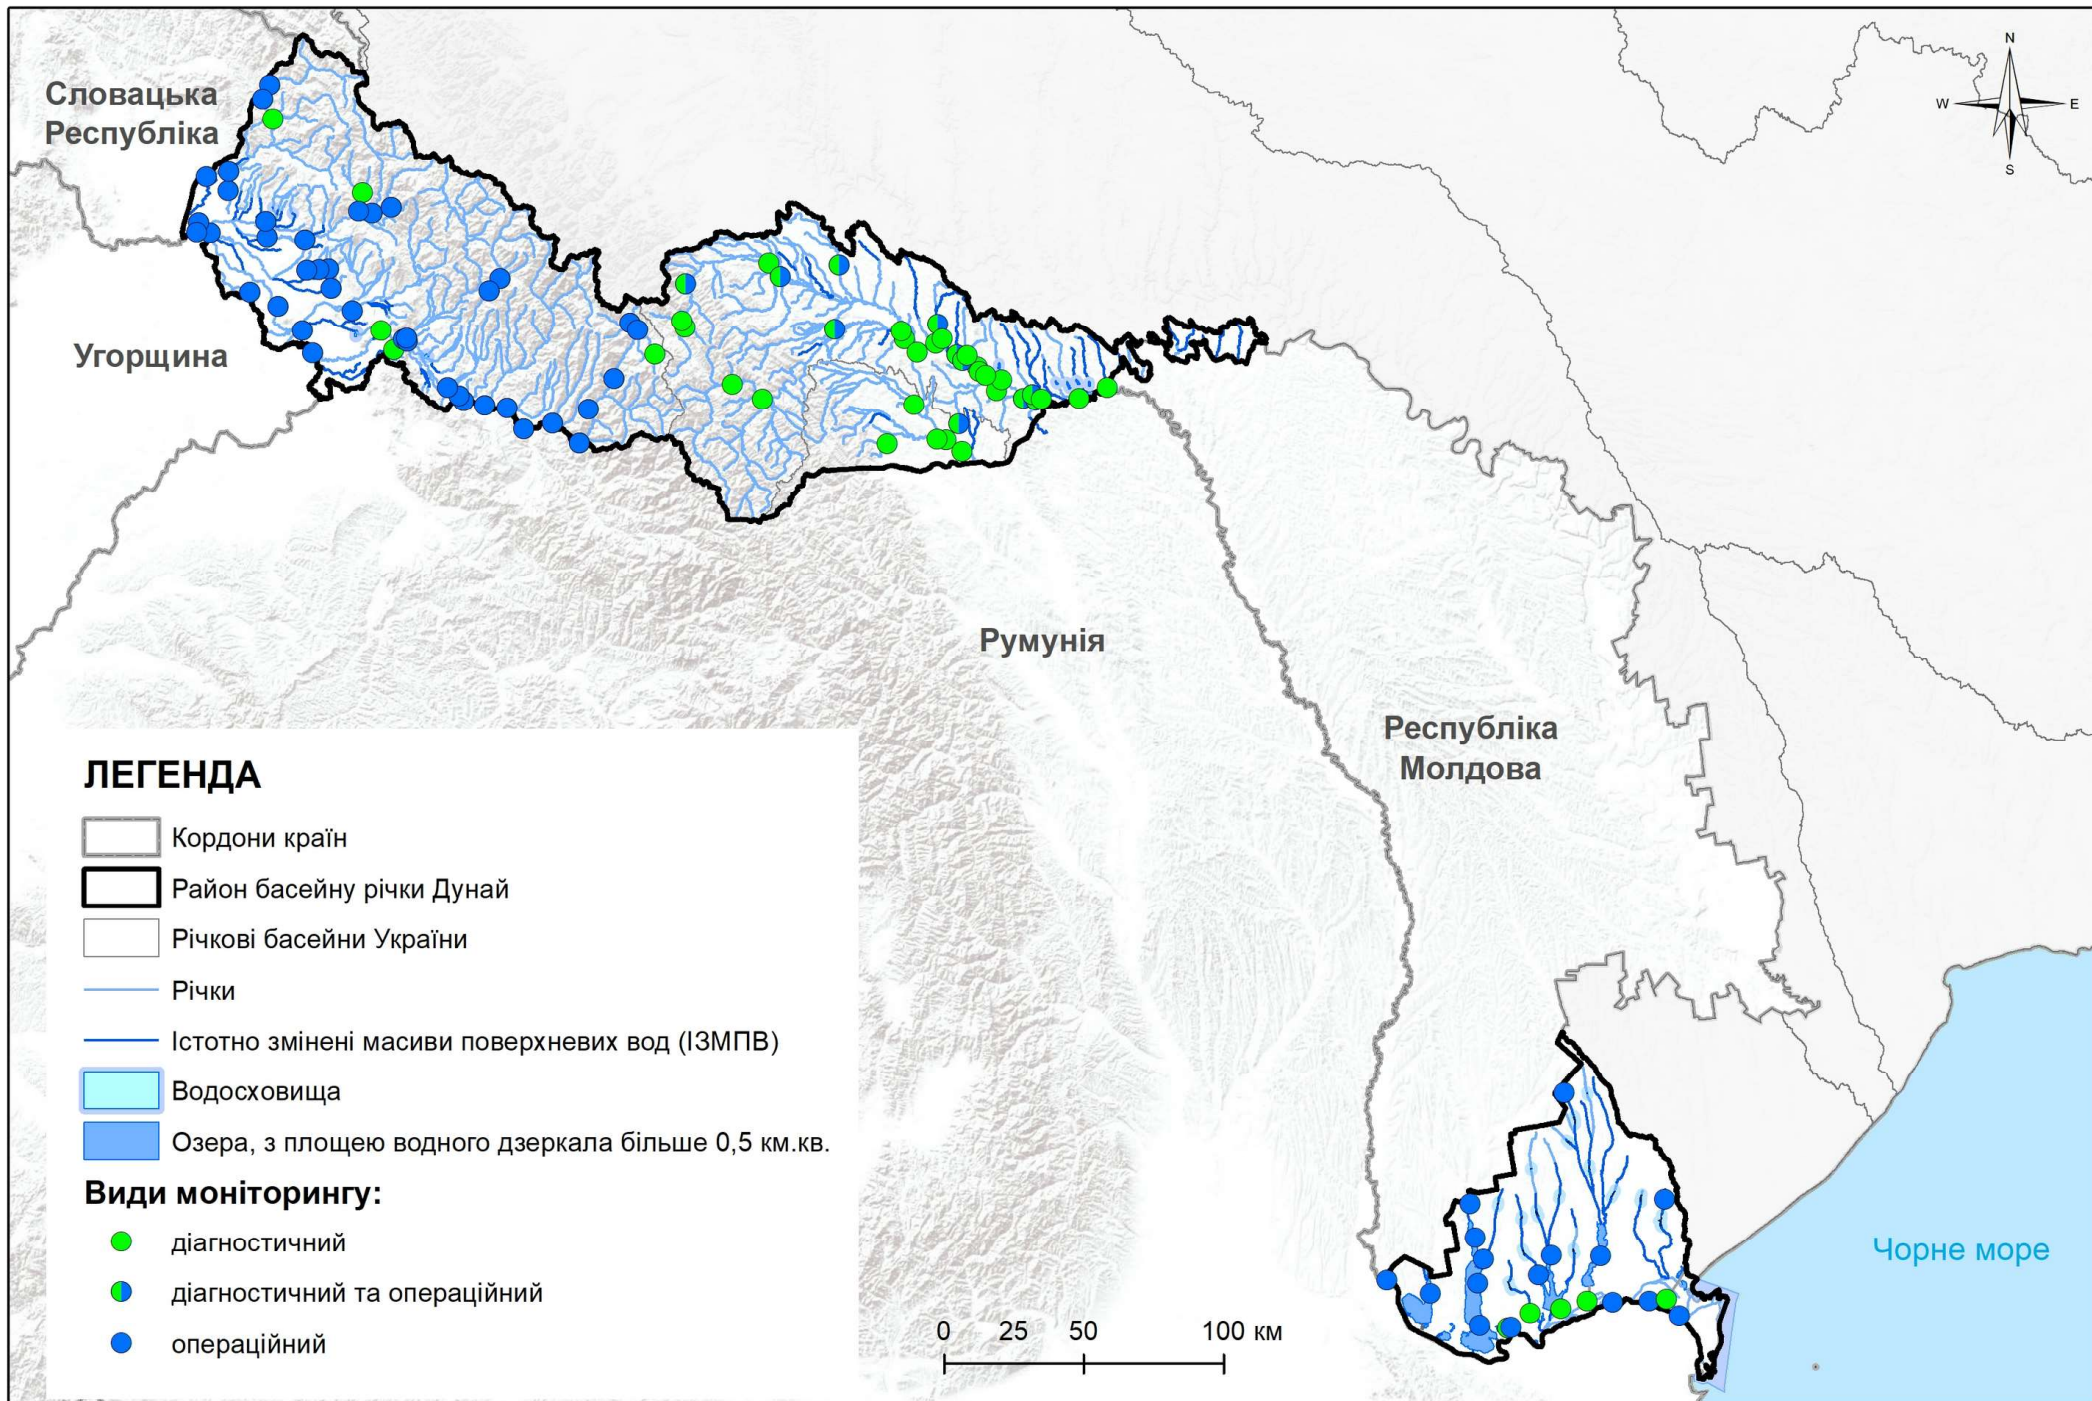 Словацька
Республіка
N
W
E
S
Угорщина
Румунія
Республіка
Молдова
ЛЕГЕНДА
Кордони країн
Район басейну річки Дунай
Річкові басейни України
Річки
Істотно змінені масиви поверхневих вод (ІЗМПВ)
Водосховища
Озера, з площею водного дзеркала більше 0,5 км.кв.
Види моніторингу:
діагностичний
діагностичний та операційний
операційний
0 25 50 100 км
Чорне море